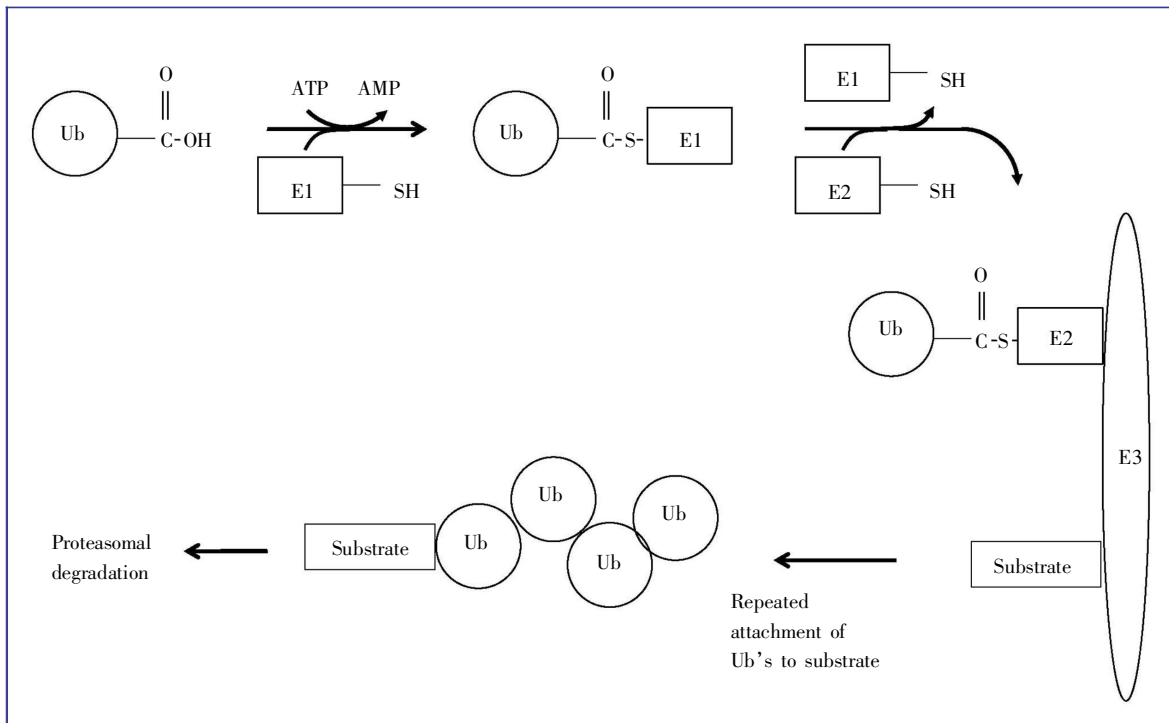 O
Ub
C-OH
ATP AMP
E1
SH
O
Ub
C-S-
E1
E1
SH
E2
SH
O
Ub
C-S-
E2
E3
Substrate
Repeated
attachment of
Ub’s to substrate
Substrate
Ub
Ub
Ub
Ub
Proteasomal
degradation